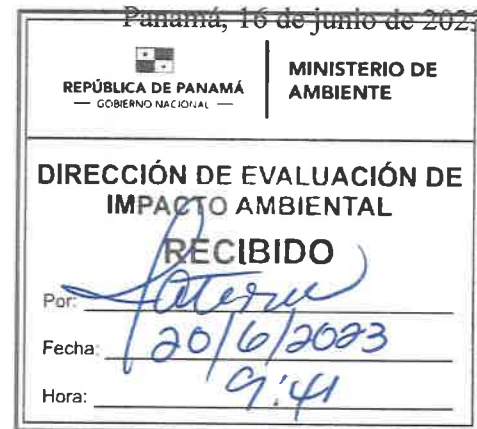 Panamá, 16 de junio de 2023
REPÚBLICA DE PANAMÁ
— GOBIERNO NACIONAL —
MINISTERIO DE
AMBIENTE
DIRECCIÓN DE EVALUACIÓN DE
IMPACTO AMBIENTAL
RECIBIDO
Por:
Fecha: 20/6/2023
Hora: 9:41